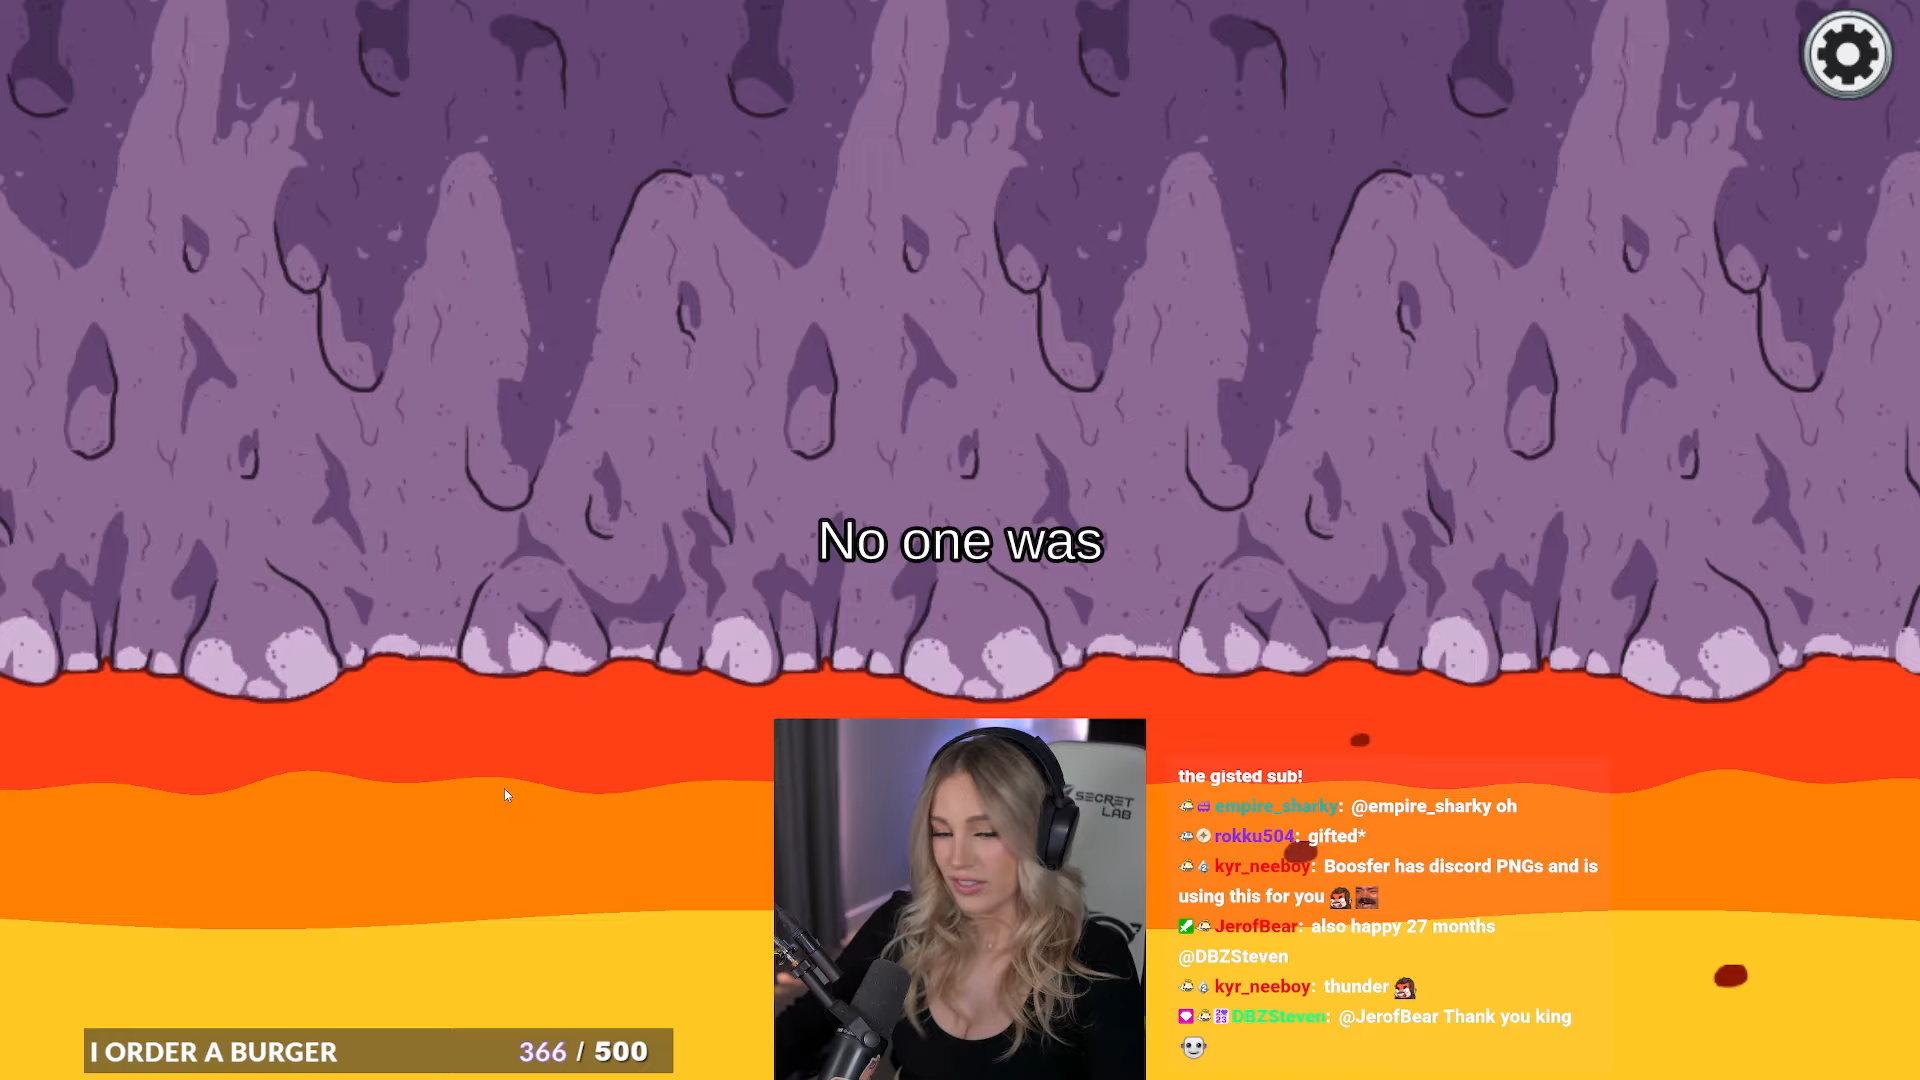 No one was
SECRET
LAB
the gisted sub!
empire_sharky: @empire_sharky oh
rokku504: gifted*
kyr_neeboy: Boosfer has discord PNGs and is
using this for you
JerofBear: also happy 27 months
@DBZSteven
kyr_neeboy: thunder
DBZSteven: @JerofBear Thank you king
I ORDER A BURGER 366 / 500